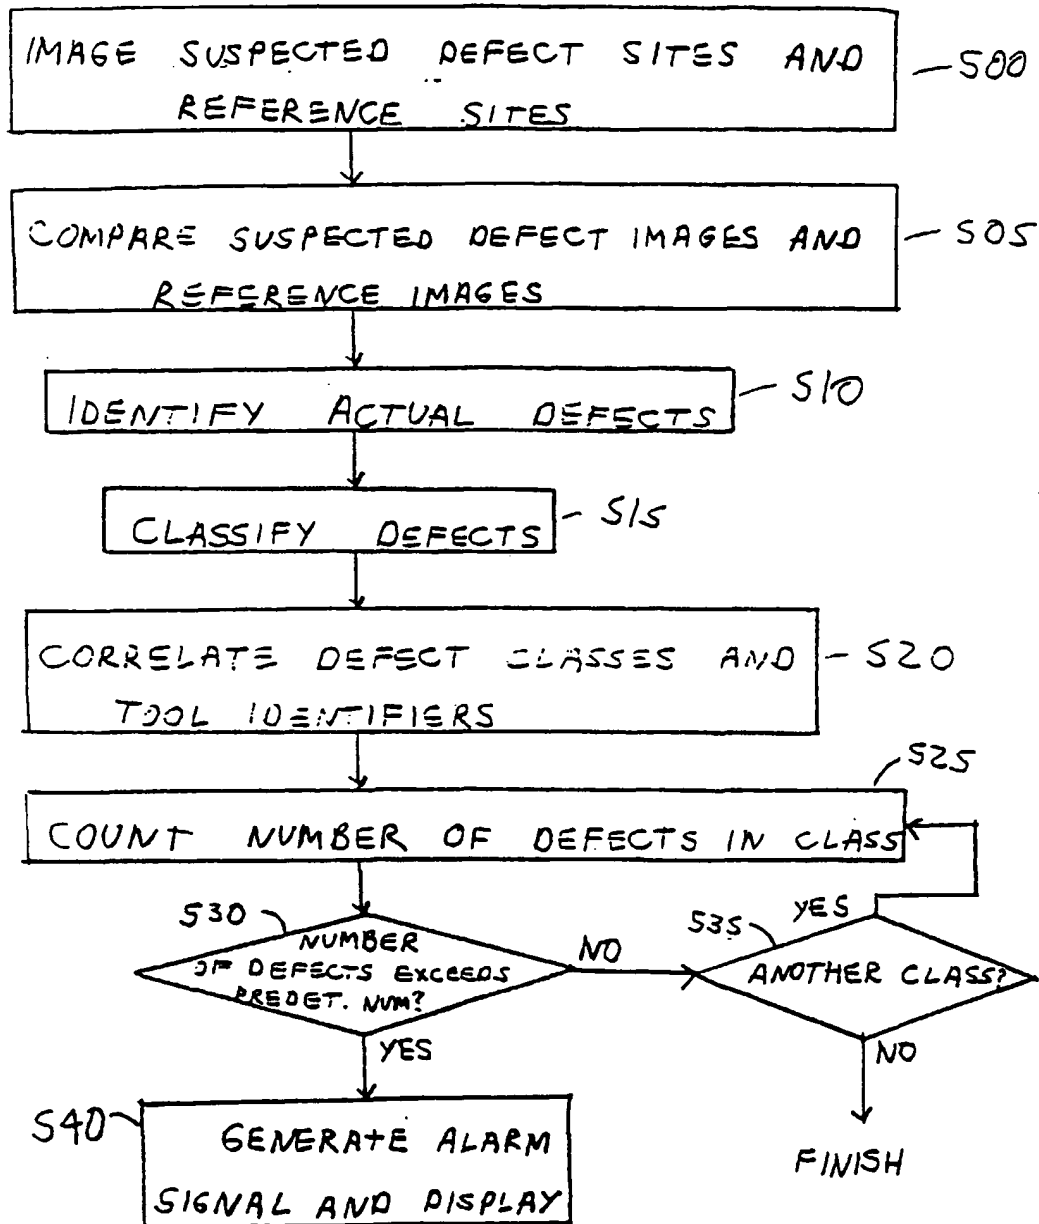 IMAGE SUSPECTED DEFECT SITES AND
REFERENCE SITES
500
COMPARE SUSPECTED DEFECT IMAGES AND
REFERENCE IMAGES
505
IDENTIFY ACTUAL DEFECTS
510
CLASSIFY DEFECTS
515
CORRELATE DEFECT CLASSES AND
TOOL IDENTIFIERS
520
525
COUNT NUMBER OF DEFECTS IN CLASS
530
NUMBER
OF DEFECTS EXCEEDS
PREDET. NUM?
NO
YES
535
YES
ANOTHER CLASS?
NO
540
GENERATE ALARM
SIGNAL AND DISPLAY
FINISH